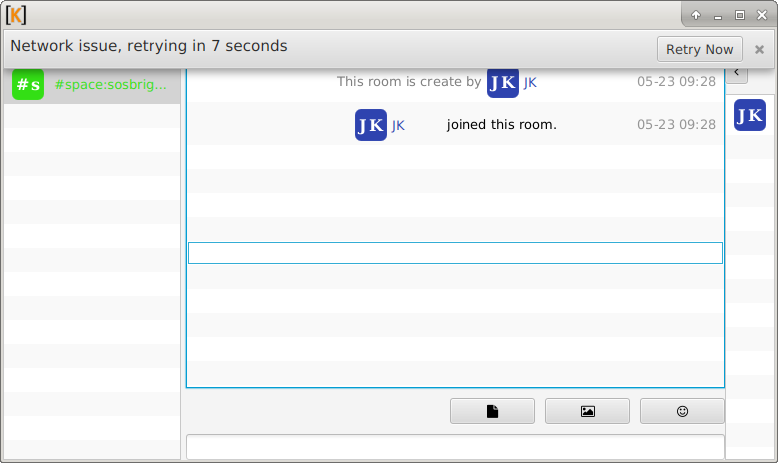 [K]
Network issue, retrying in 7 seconds
Retry Now
#s #space:sosbrig...
This room is create by JK JK 05-23 09:28
JK JK joined this room. 05-23 09:28
JK